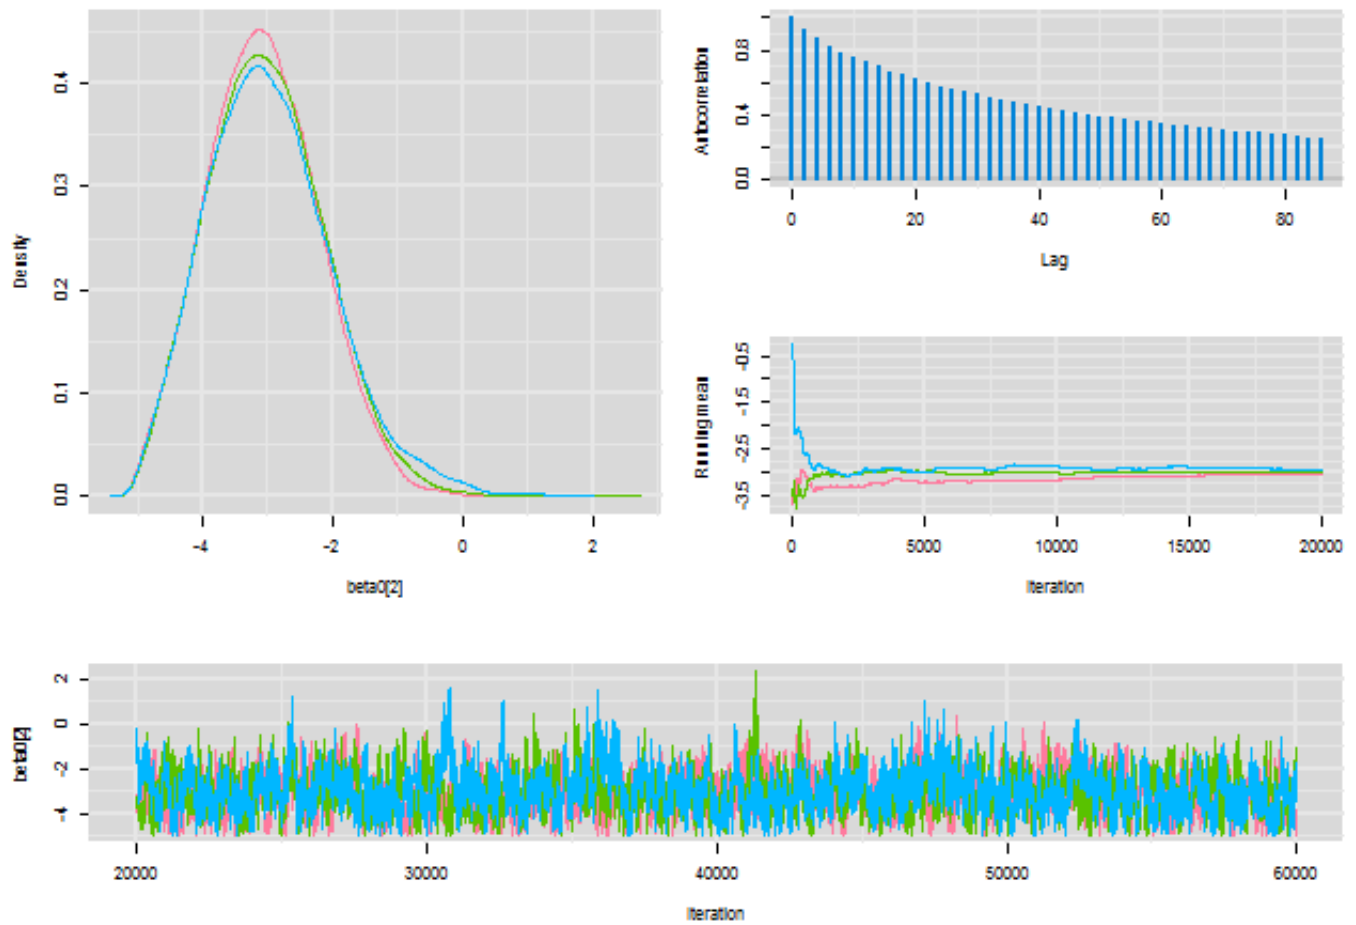 Density
0.0 0.1 0.2 0.3 0.4
-4 -2 0 2
beta0[2]
Autocorrelation
0.0 0.4 0.8
0 20 40 60 80
Lag
Running mean
-3.5 -2.5 -1.5 -0.5
0 5000 10000 15000 20000
Iteration
beta0[2]
-4 -2 0 2
20000 30000 40000 50000 60000
Iteration